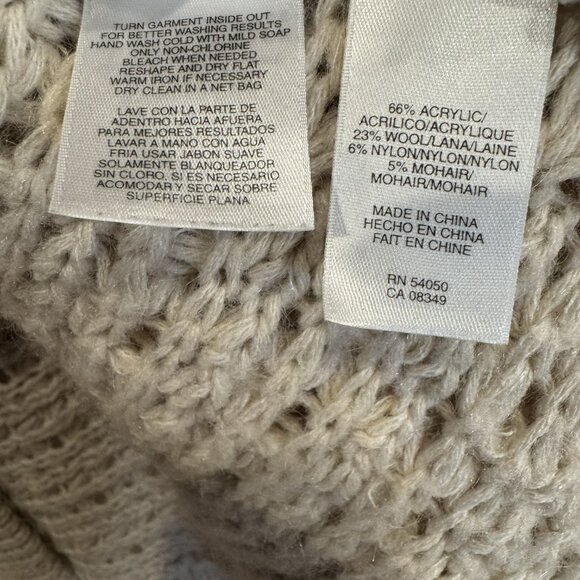 TURN GARMENT INSIDE OUT
FOR BETTER WASHING RESULTS
HAND WASH COLD WITH MILD SOAP
ONLY NON-CHLORINE
BLEACH WHEN NEEDED
RESHAPE AND DRY FLAT
WARM IRON IF NECESSARY
DRY CLEAN IN A NET BAG
LAVE CON LA PARTE DE
ADENTRO HACIA AFUERA
PARA MEJORES RESULTADOS
LAVAR A MANO CON AGUA
FRIA USAR JABON SUAVE
SOLAMENTE BLANQUEADOR
SIN CLORO. SI ES NECESARIO
ACOMODAR Y SECAR SOBRE
SUPERFICIE PLANA
66% ACRYLIC/
ACRILICO/ACRYLIQUE
23% WOOL/LANA/LAINE
6% NYLON/NYLON/NYLON
5% MOHAIR/
MOHAIR/MOHAIR
MADE IN CHINA
HECHO EN CHINA
FAIT EN CHINE
RN 54050
CA 08349